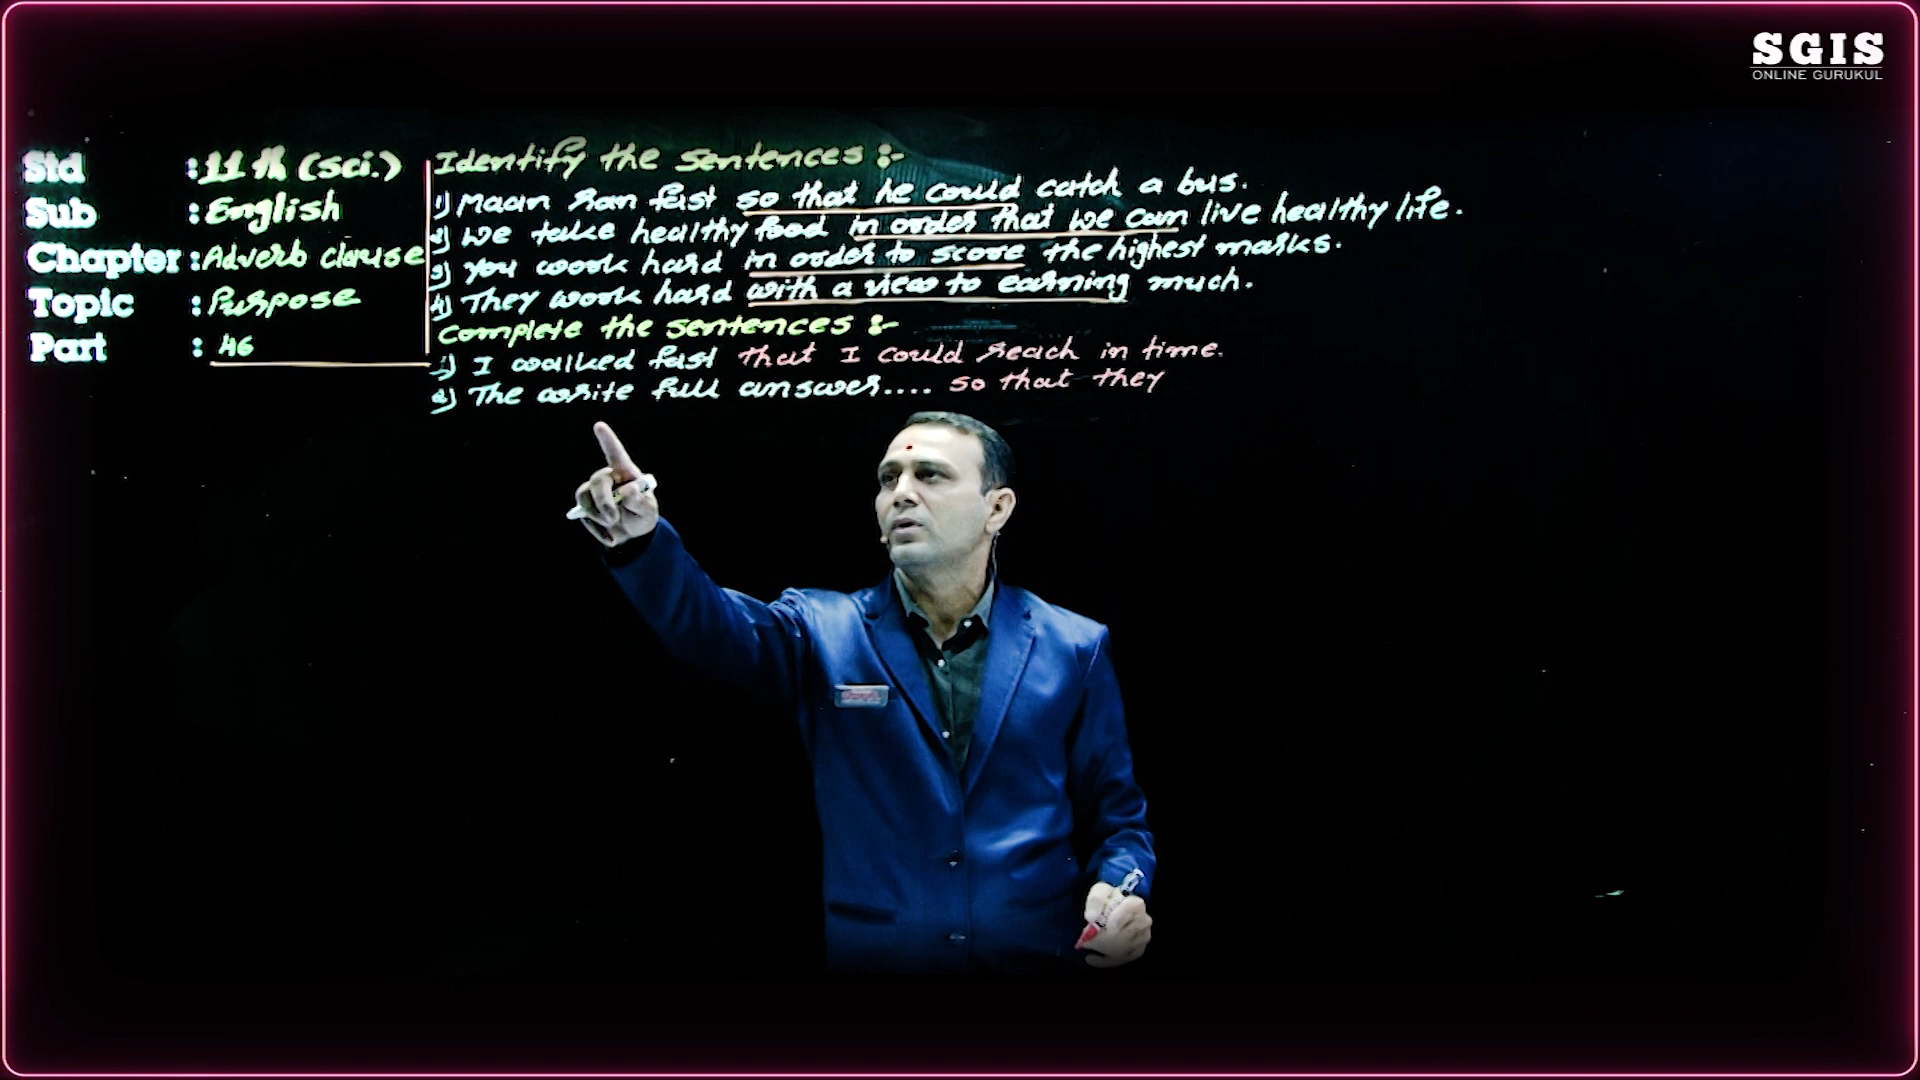 SGIS
ONLINE GURUKUL
Std : 11 th (sci.)
Sub : English
Chapter : Adverb clause
Topic : Purpose
Part : 46
Identify the sentences :-
1) Maan ran fast so that he could catch a bus.
2) We take healthy food in order that we can live healthy life.
3) You work hard in order to score the highest marks.
4) They work hard with a view to earning much.
Complete the sentences :-
1) I walked fast that I could reach in time.
2) The write full answer.... so that they